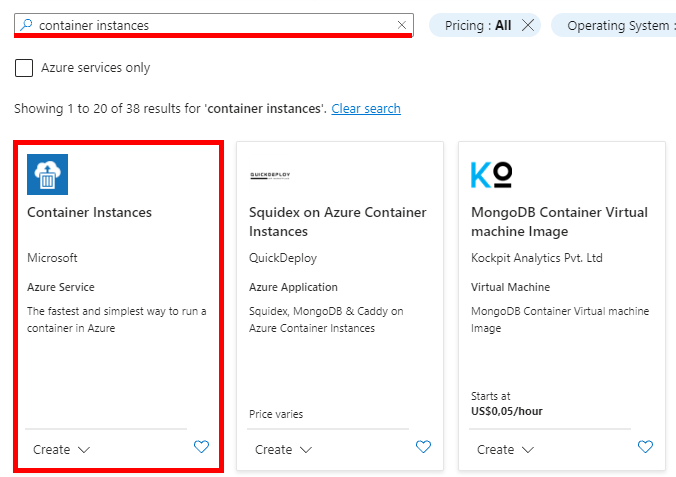 container instances
Pricing : All
Operating System :
Azure services only
Showing 1 to 20 of 38 results for 'container instances'. Clear search
Container Instances
Microsoft
Azure Service
The fastest and simplest way to run a
container in Azure
Create
QUICKDEPLOY
Squidex on Azure Container
Instances
QuickDeploy
Azure Application
Squidex, MongoDB & Caddy on
Azure Container Instances
Price varies
Create
KO
MongoDB Container Virtual
machine Image
Kockpit Analytics Pvt. Ltd
Virtual Machine
MongoDB Container Virtual machine
Image
Starts at
US$0,05/hour
Create